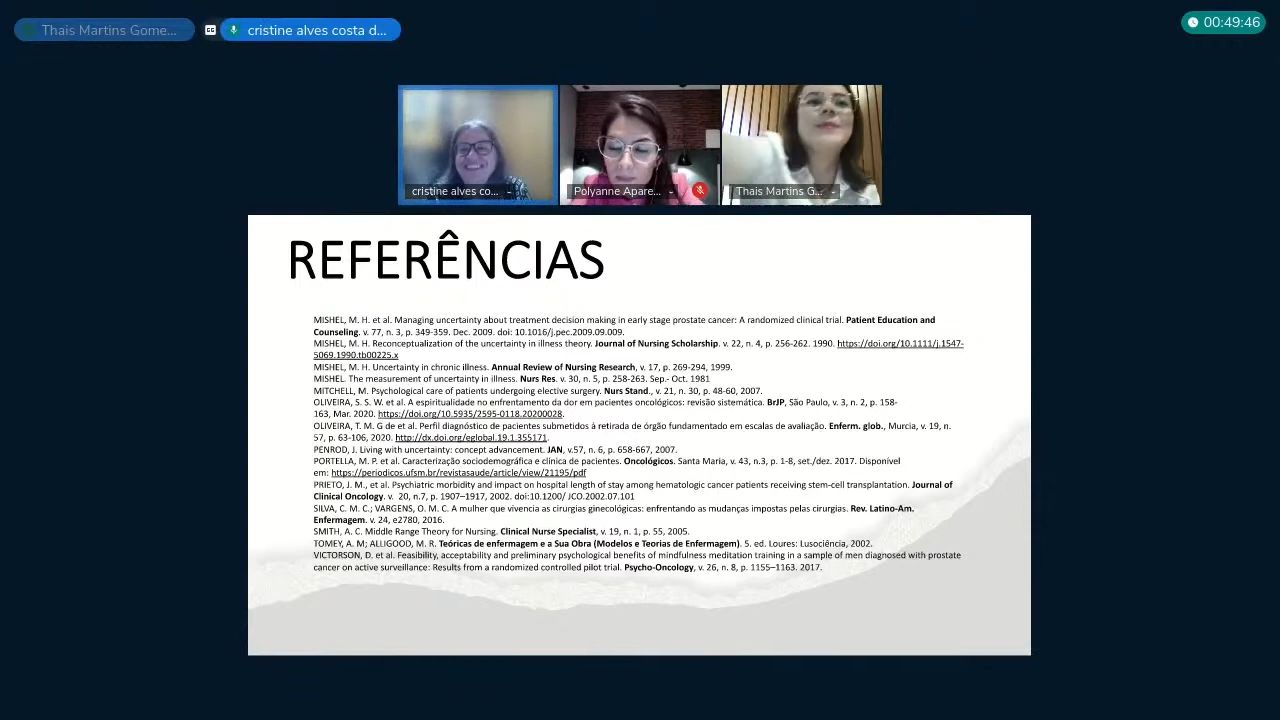 Thais Martins Gome...
cristine alves costa d...
00:49:46
cristine alves co...
Polyanne Apare...
Thais Martins G...
REFERÊNCIAS
MISHEL, M. H. et al. Managing uncertainty about treatment decision making in early stage prostate cancer: A randomized clinical trial. Patient Education and
Counseling. v. 77, n. 3, p. 349-359. Dec. 2009. doi: 10.1016/j.pec.2009.09.009.
MISHEL, M. H. Reconceptualization of the uncertainty in illness theory. Journal of Nursing Scholarship. v. 22, n. 4, p. 256-262. 1990. https://doi.org/10.1111/j.1547-
5069.1990.tb00225.x
MISHEL, M. H. Uncertainty in chronic illness. Annual Review of Nursing Research, v. 17, p. 269-294, 1999.
MISHEL. The measurement of uncertainty in illness. Nurs Res. v. 30, n. 5, p. 258-263. Sep.- Oct. 1981
MITCHELL, M. Psychological care of patients undergoing elective surgery. Nurs Stand., v. 21, n. 30, p. 48-60, 2007.
OLIVEIRA, S. S. W. et al. A espiritualidade no enfrentamento da dor em pacientes oncológicos: revisão sistemática. BrJP, São Paulo, v. 3, n. 2, p. 158-
163, Mar. 2020. https://doi.org/10.5935/2595-0118.20200028.
OLIVEIRA, T. M. G de et al. Perfil diagnóstico de pacientes submetidos à retirada de órgão fundamentado em escalas de avaliação. Enferm. glob., Murcia, v. 19, n.
57, p. 63-106, 2020. http://dx.doi.org/eglobal.19.1.355171.
PENROD, J. Living with uncertainty: concept advancement. JAN, v.57, n. 6, p. 658-667, 2007.
PORTELLA, M. P. et al. Caracterização sociodemográfica e clínica de pacientes. Oncológicos. Santa Maria, v. 43, n.3, p. 1-8, set./dez. 2017. Disponível
em: https://periodicos.ufsm.br/revistasaude/article/view/21195/pdf
PRIETO, J. M., et al. Psychiatric morbidity and impact on hospital length of stay among hematologic cancer patients receiving stem-cell transplantation. Journal of
Clinical Oncology. v. 20, n.7, p. 1907–1917, 2002. doi:10.1200/ JCO.2002.07.101
SILVA, C. M. C.; VARGENS, O. M. C. A mulher que vivencia as cirurgias ginecológicas: enfrentando as mudanças impostas pelas cirurgias. Rev. Latino-Am.
Enfermagem. v. 24, e2780, 2016.
SMITH, A. C. Middle Range Theory for Nursing. Clinical Nurse Specialist, v. 19, n. 1, p. 55, 2005.
TOMEY, A. M; ALLIGOOD, M. R. Teóricas de enfermagem e a Sua Obra (Modelos e Teorias de Enfermagem). 5. ed. Loures: Lusociência, 2002.
VICTORSON, D. et al. Feasibility, acceptability and preliminary psychological benefits of mindfulness meditation training in a sample of men diagnosed with prostate
cancer on active surveillance: Results from a randomized controlled pilot trial. Psycho-Oncology, v. 26, n. 8, p. 1155–1163. 2017.